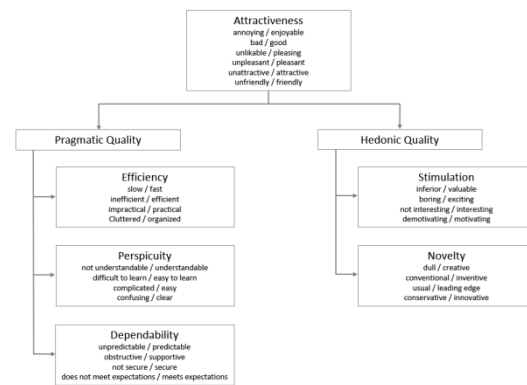 Attractiveness
annoying / enjoyable
bad / good
unlikable / pleasing
unpleasant / pleasant
unattractive / attractive
unfriendly / friendly
Pragmatic Quality
Hedonic Quality
Efficiency
slow / fast
inefficient / efficient
impractical / practical
Cluttered / organized
Perspicuity
not understandable / understandable
difficult to learn / easy to learn
complicated / easy
confusing / clear
Dependability
unpredictable / predictable
obstructive / supportive
not secure / secure
does not meet expectations / meets expectations
Stimulation
inferior / valuable
boring / exciting
not interesting / interesting
demotivating / motivating
Novelty
dull / creative
conventional / inventive
usual / leading edge
conservative / innovative